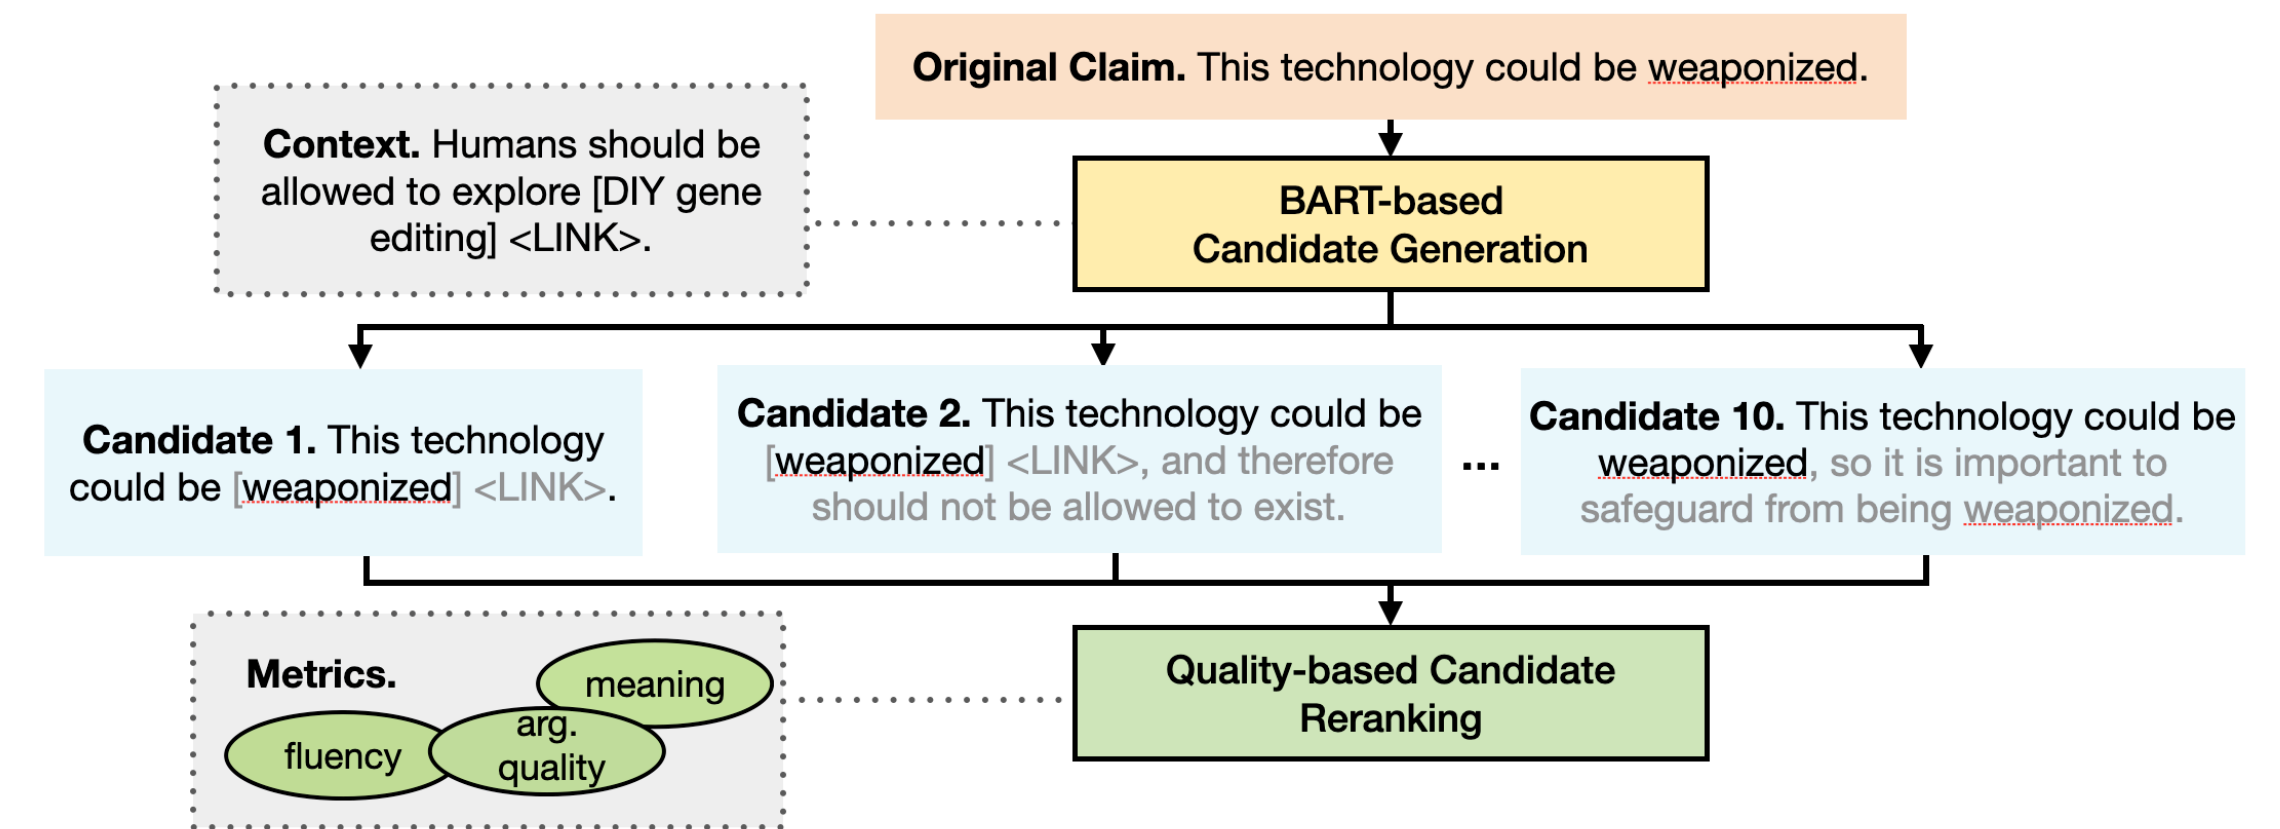 Original Claim. This technology could be weaponized.
Context. Humans should be
allowed to explore [DIY gene
editing] <LINK>.
BART-based
Candidate Generation
Candidate 1. This technology
could be [weaponized] <LINK>.
Candidate 2. This technology could be
[weaponized] <LINK>, and therefore
should not be allowed to exist.
...
Candidate 10. This technology could be
weaponized, so it is important to
safeguard from being weaponized.
Metrics.
meaning
fluency
arg.
quality
Quality-based Candidate
Reranking